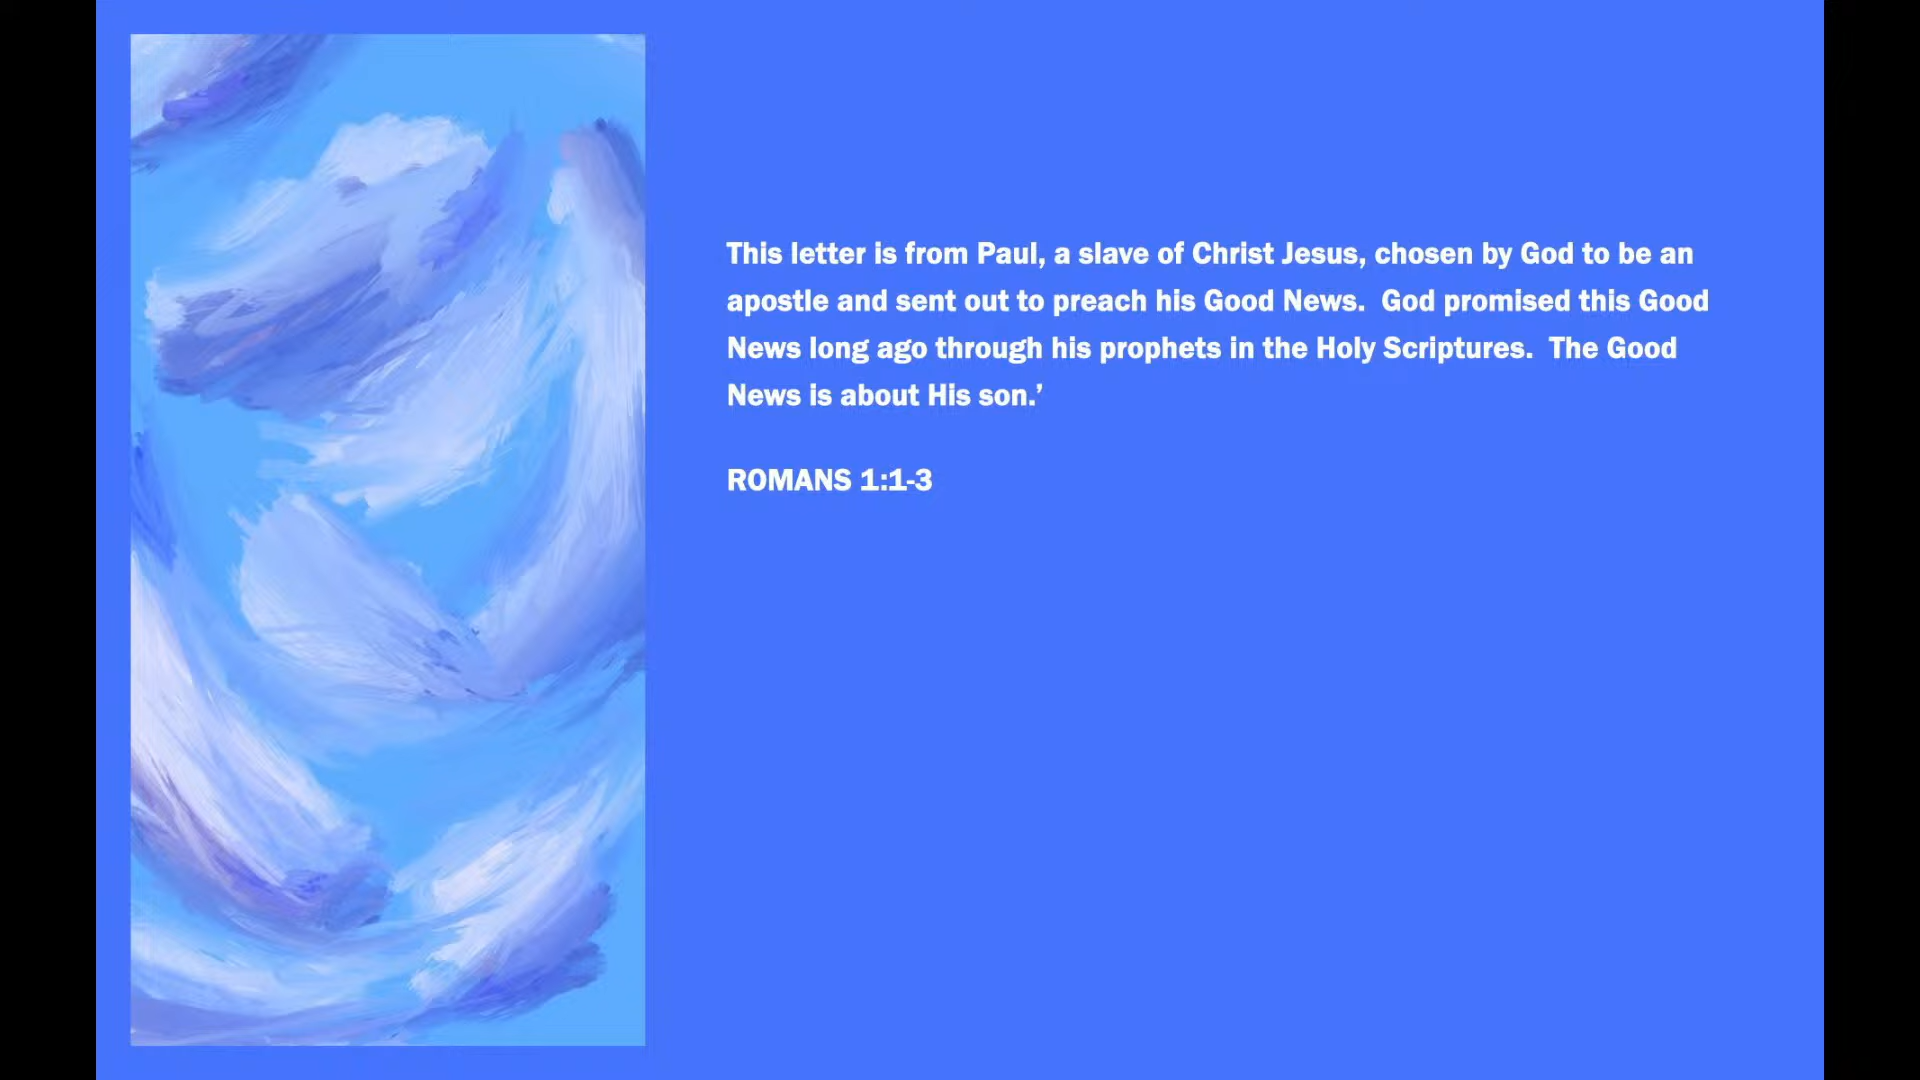 This letter is from Paul, a slave of Christ Jesus, chosen by God to be an
apostle and sent out to preach his Good News.  God promised this Good
News long ago through his prophets in the Holy Scriptures.  The Good
News is about His son.’
ROMANS 1:1-3